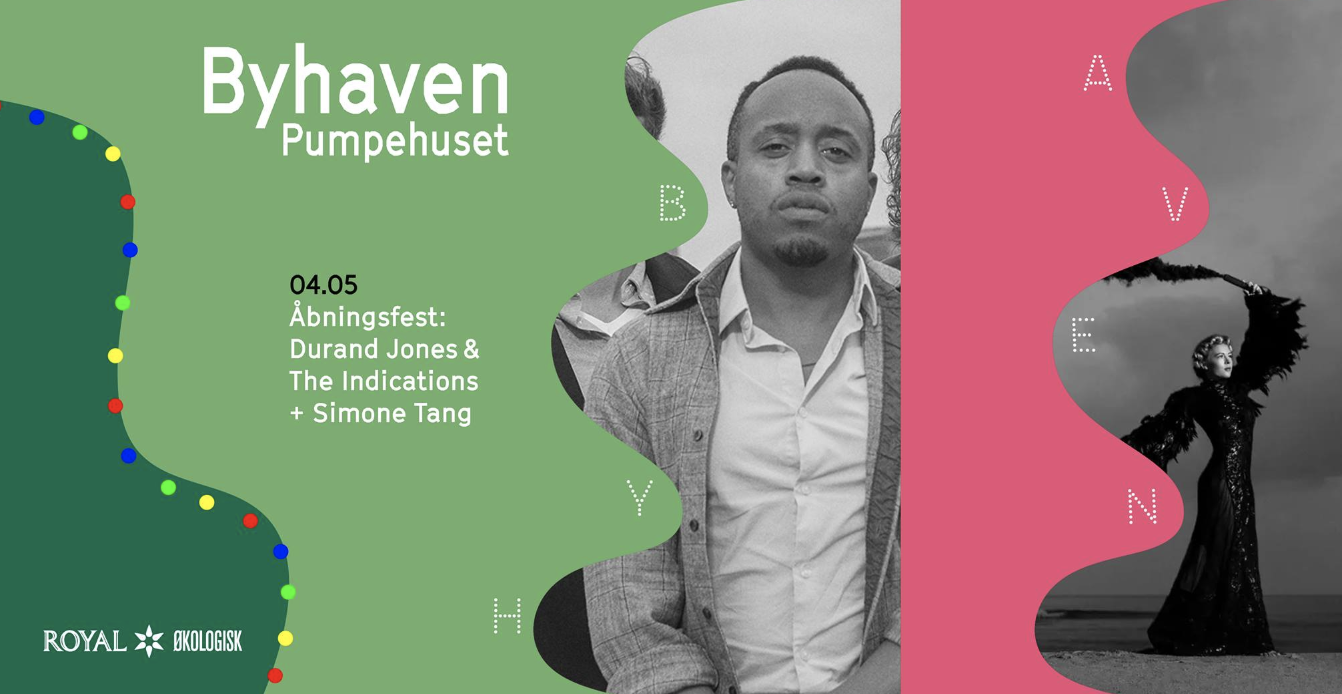 Byhaven
Pumpehuset
04.05
Åbningsfest:
Durand Jones &
The Indications
+ Simone Tang
B
Y
H
A
V
E
N
ROYAL ØKOLOGISK